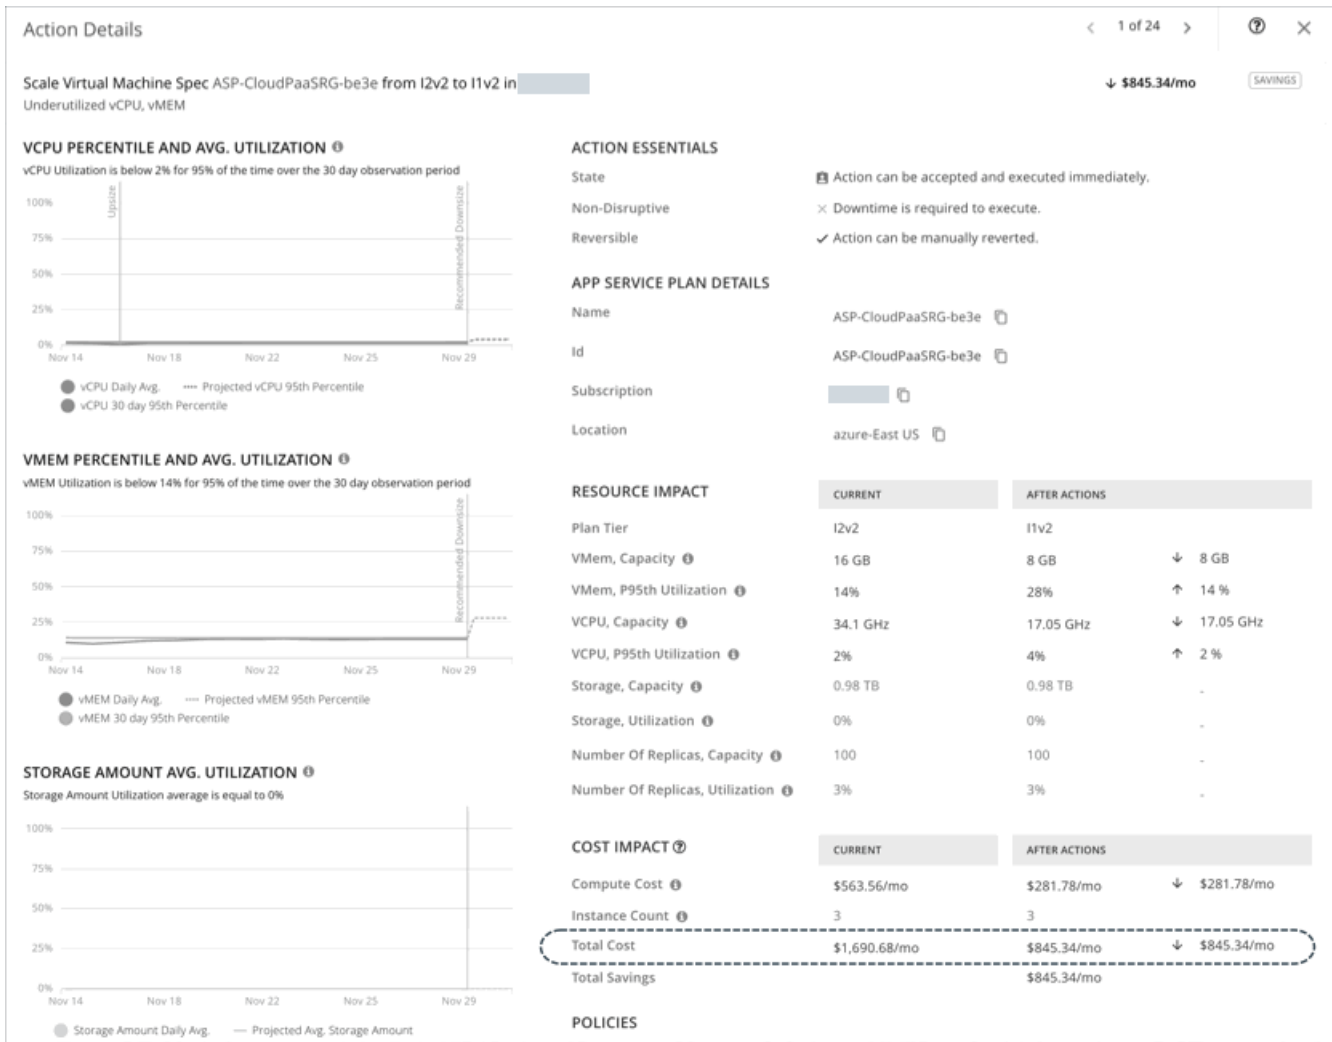 Action Details
1 of 24
Scale Virtual Machine Spec ASP-CloudPaaSRG-be3e from I2v2 to I1v2 in
$845.34/mo
SAVINGS
Underutilized vCPU, vMEM
VCPU PERCENTILE AND AVG. UTILIZATION
vCPU Utilization is below 2% for 95% of the time over the 30 day observation period
Upsize
Recommended Downsize
100%
75%
50%
25%
0%
Nov 14 Nov 18 Nov 22 Nov 25 Nov 29
vCPU Daily Avg. Projected vCPU 95th Percentile
vCPU 30 day 95th Percentile
VMEM PERCENTILE AND AVG. UTILIZATION
vMEM Utilization is below 14% for 95% of the time over the 30 day observation period
Recommended Downsize
100%
75%
50%
25%
0%
Nov 14 Nov 18 Nov 22 Nov 25 Nov 29
vMEM Daily Avg. Projected vMEM 95th Percentile
vMEM 30 day 95th Percentile
STORAGE AMOUNT AVG. UTILIZATION
Storage Amount Utilization average is equal to 0%
100%
75%
50%
25%
0%
Nov 14 Nov 18 Nov 22 Nov 25 Nov 29
Storage Amount Daily Avg. Projected Avg. Storage Amount
ACTION ESSENTIALS
State Action can be accepted and executed immediately.
Non-Disruptive Downtime is required to execute.
Reversible Action can be manually reverted.
APP SERVICE PLAN DETAILS
Name ASP-CloudPaaSRG-be3e
Id ASP-CloudPaaSRG-be3e
Subscription
Location azure-East US
RESOURCE IMPACT CURRENT AFTER ACTIONS
Plan Tier I2v2 I1v2
VMem, Capacity 16 GB 8 GB 8 GB
VMem, P95th Utilization 14% 28% 14 %
VCPU, Capacity 34.1 GHz 17.05 GHz 17.05 GHz
VCPU, P95th Utilization 2% 4% 2 %
Storage, Capacity 0.98 TB 0.98 TB -
Storage, Utilization 0% 0% -
Number Of Replicas, Capacity 100 100 -
Number Of Replicas, Utilization 3% 3% -
COST IMPACT CURRENT AFTER ACTIONS
Compute Cost $563.56/mo $281.78/mo $281.78/mo
Instance Count 3 3
Total Cost $1,690.68/mo $845.34/mo $845.34/mo
Total Savings $845.34/mo
POLICIES